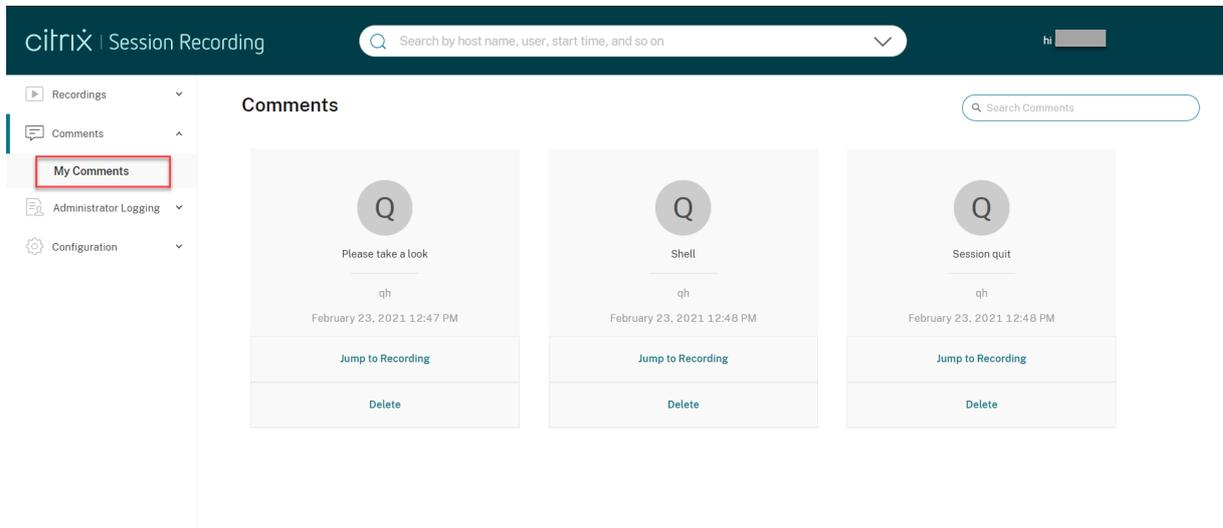 citrix | Session Recording
Search by host name, user, start time, and so on
hi
Recordings
Comments
My Comments
Administrator Logging
Configuration
Comments
Search Comments
Q
Please take a look
qh
February 23, 2021 12:47 PM
Jump to Recording
Delete
Q
Shell
qh
February 23, 2021 12:48 PM
Jump to Recording
Delete
Q
Session quit
qh
February 23, 2021 12:48 PM
Jump to Recording
Delete